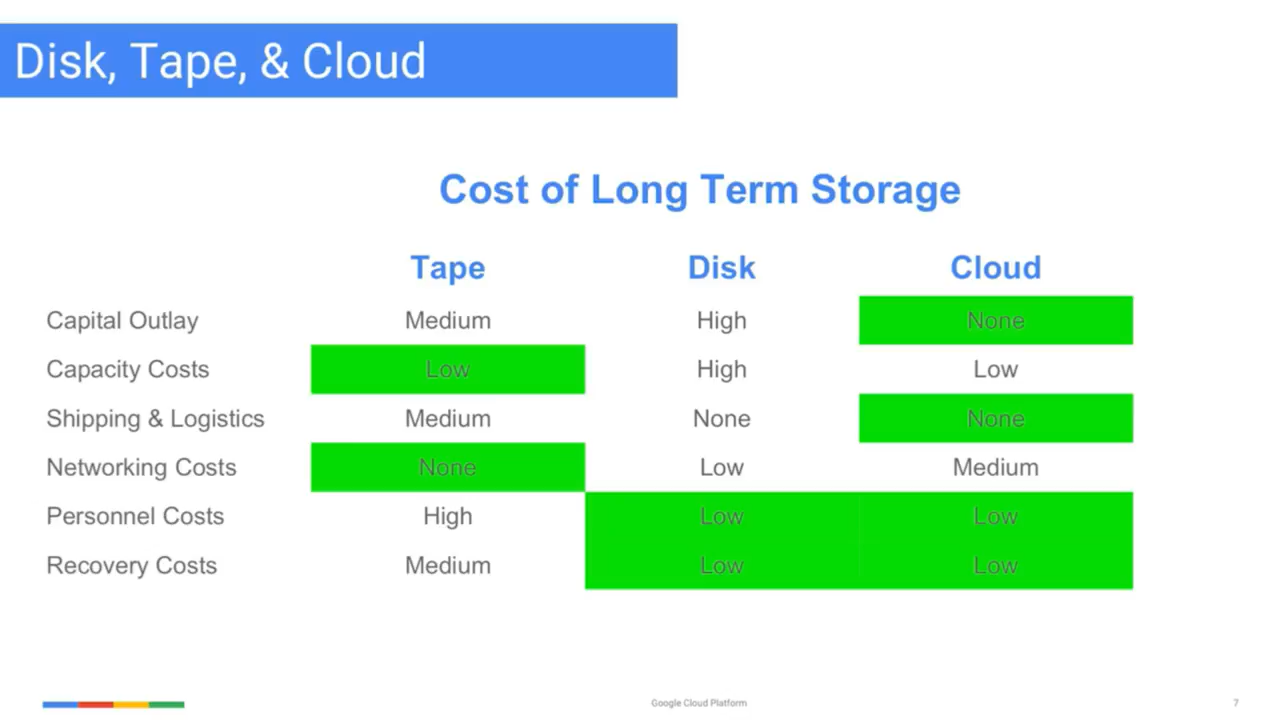 Disk, Tape, & Cloud
Cost of Long Term Storage
Tape Disk Cloud
Capital Outlay Medium High None
Capacity Costs Low High Low
Shipping & Logistics Medium None None
Networking Costs None Low Medium
Personnel Costs High Low Low
Recovery Costs Medium Low Low
Google Cloud Platform 7